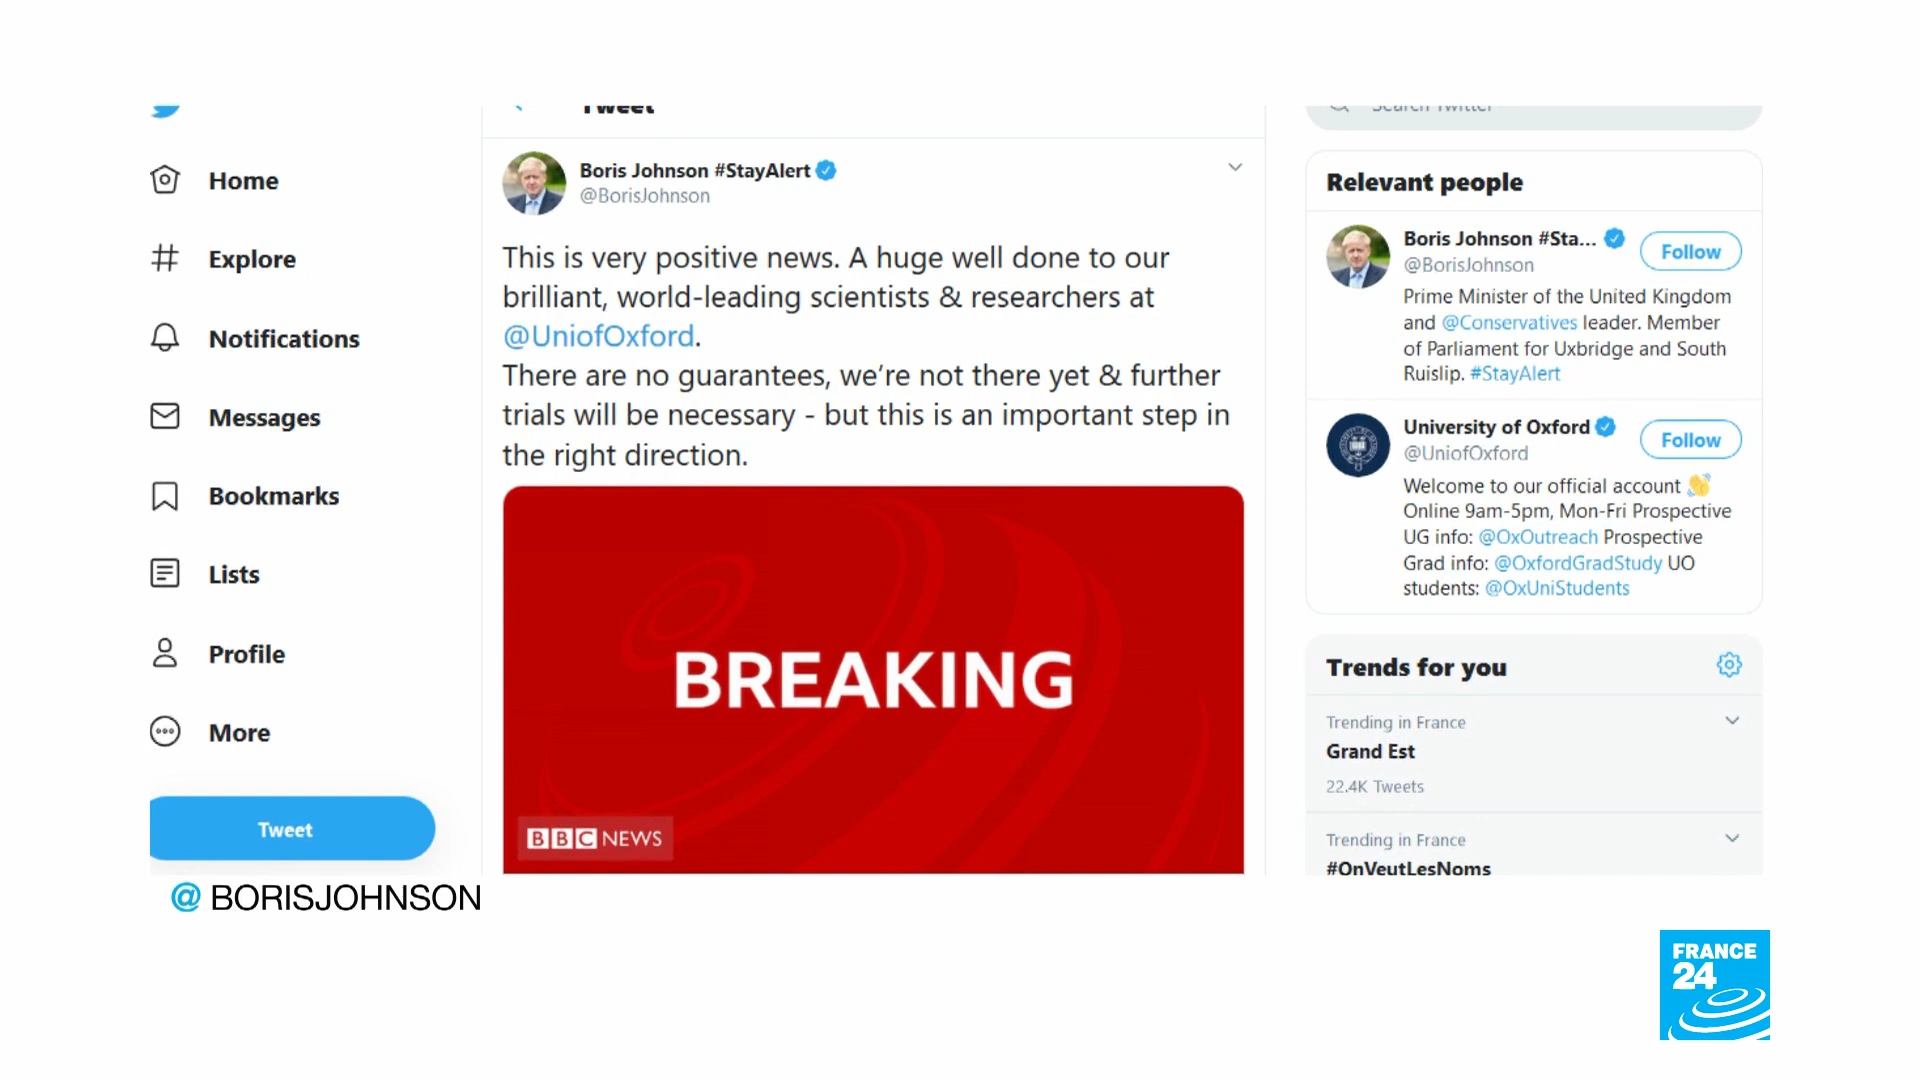 Home
Explore
Notifications
Messages
Bookmarks
Lists
Profile
More
Tweet
Tweet
Boris Johnson #StayAlert
@BorisJohnson
This is very positive news. A huge well done to our
brilliant, world-leading scientists & researchers at
@UniofOxford.
There are no guarantees, we're not there yet & further
trials will be necessary - but this is an important step in
the right direction.
BREAKING
BBC NEWS
Search Twitter
Relevant people
Boris Johnson #Sta...
Follow
@BorisJohnson
Prime Minister of the United Kingdom
and @Conservatives leader. Member
of Parliament for Uxbridge and South
Ruislip. #StayAlert
University of Oxford
Follow
@UniofOxford
Welcome to our official account 👋
Online 9am-5pm, Mon-Fri Prospective
UG info: @OxOutreach Prospective
Grad info: @OxfordGradStudy UO
students: @OxUniStudents
Trends for you
Trending in France
Grand Est
22.4K Tweets
Trending in France
#OnVeutLesNoms
@ BORISJOHNSON
FRANCE
24